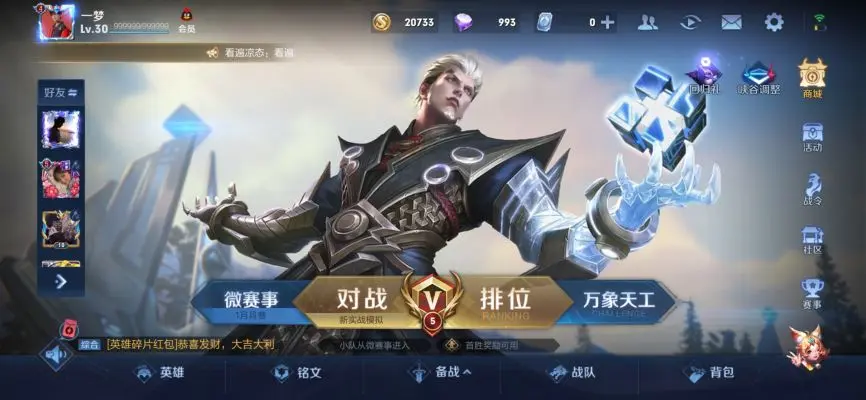 一梦
Lv.30 999999/999999
会员
20733
993
0
看遍凉态:看遍
好友
10
回归礼
峡谷调整
商城
活动
战令
社区
赛事
微赛事
1月月赛
对战
新实战模拟
V
5
排位
RANKING
万象天工
CHALLENGE
综合 [英雄碎片红包]恭喜发财，大吉大利
小队从微赛事进入
首胜奖励可用
英雄
铭文
备战
战队
背包